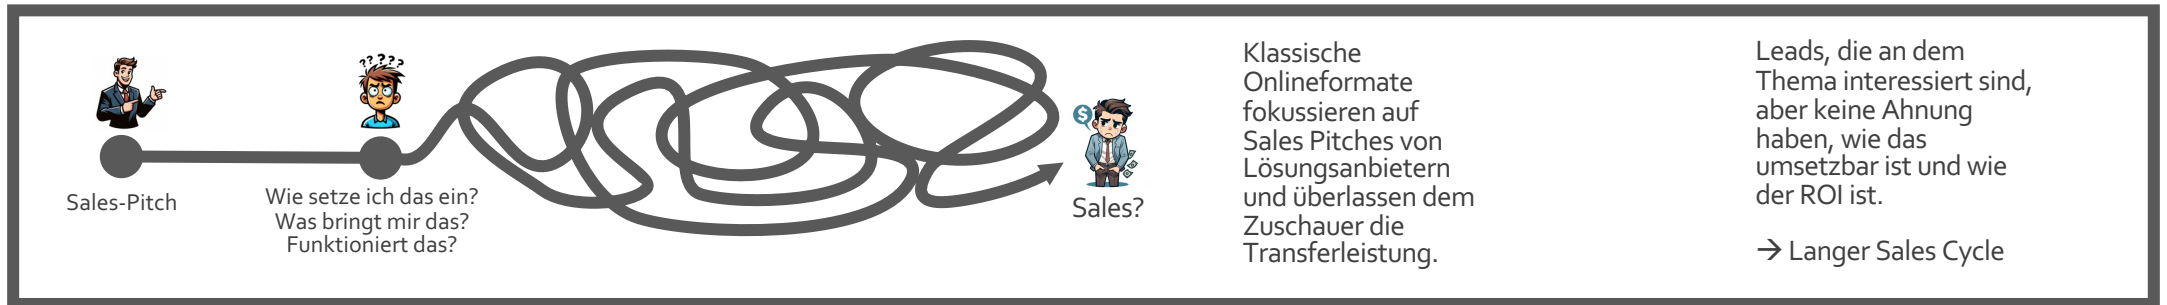 Sales-Pitch
? ? ? ? ?
Wie setze ich das ein?
Was bringt mir das?
Funktioniert das?
$
Sales?
Klassische
Onlineformate
fokussieren auf
Sales Pitches von
Lösungsanbietern
und überlassen dem
Zuschauer die
Transferleistung.
Leads, die an dem
Thema interessiert sind,
aber keine Ahnung
haben, wie das
umsetzbar ist und wie
der ROI ist.
→ Langer Sales Cycle